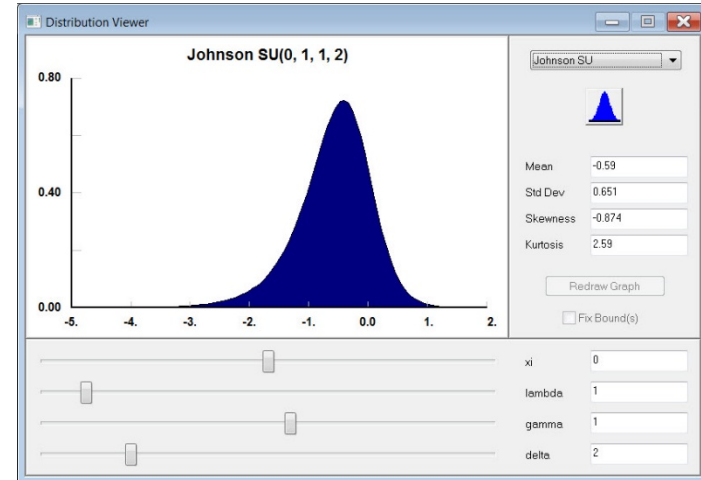 Distribution Viewer
Johnson SU(0, 1, 1, 2)
0.80
0.40
0.00
-5. -4. -3. -2. -1. 0.0 1. 2.
Johnson SU
Mean -0.59
Std Dev 0.651
Skewness -0.874
Kurtosis 2.59
Redraw Graph
Fix Bound(s)
xi 0
lambda 1
gamma 1
delta 2